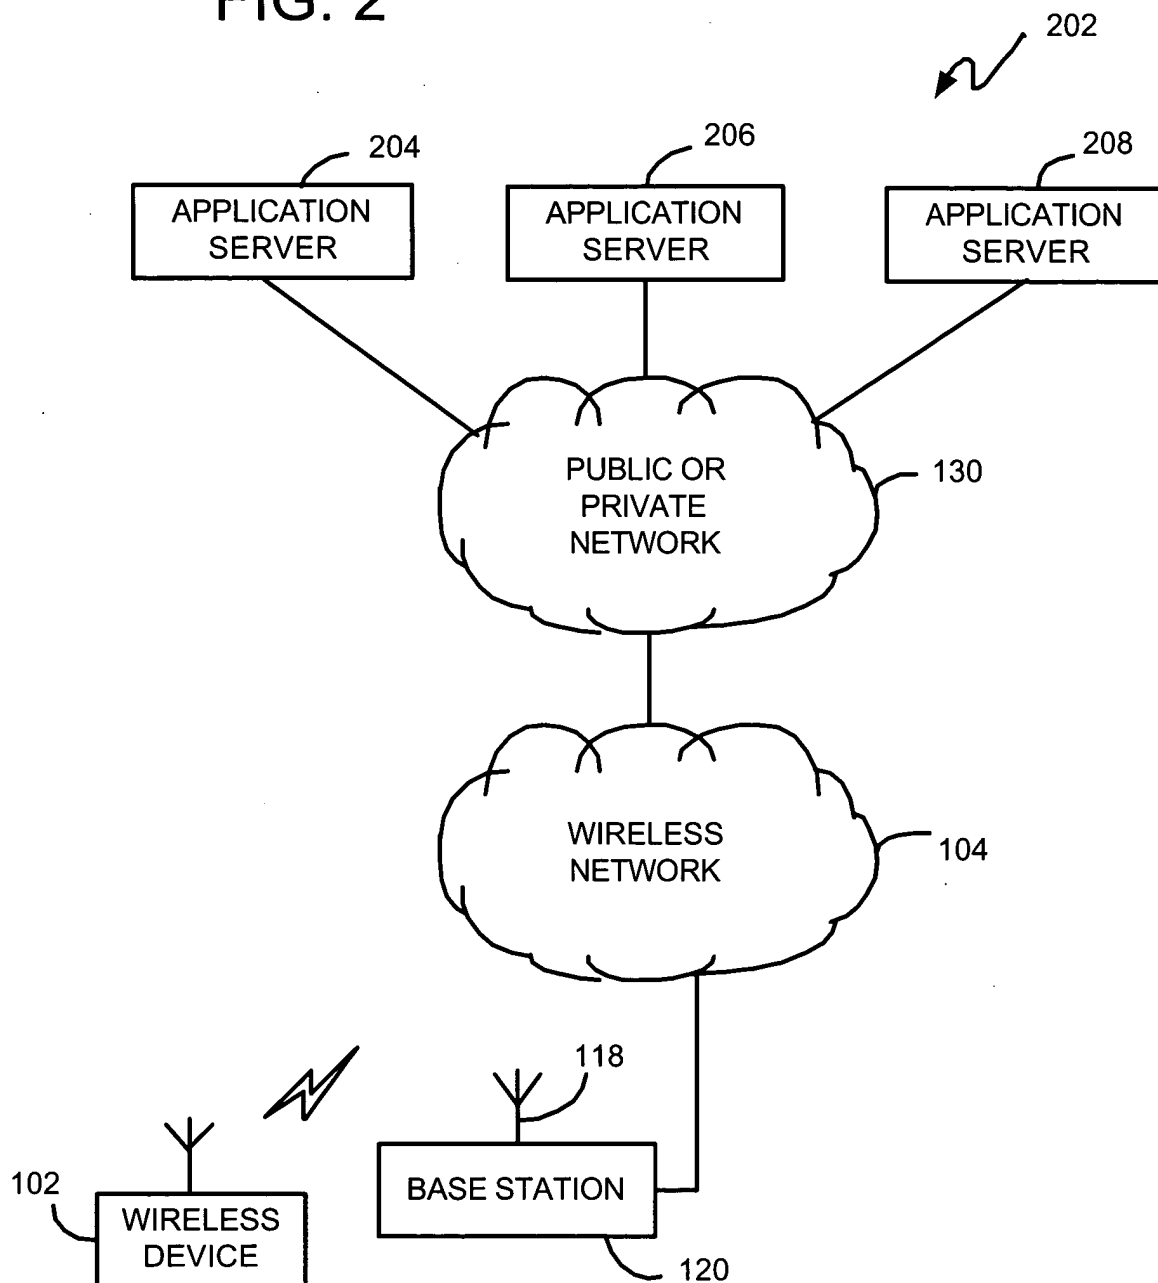 FIG. 2
202
204
206
208
APPLICATION
SERVER
APPLICATION
SERVER
APPLICATION
SERVER
PUBLIC OR
PRIVATE
NETWORK
130
WIRELESS
NETWORK
104
118
102
BASE STATION
WIRELESS
DEVICE
120